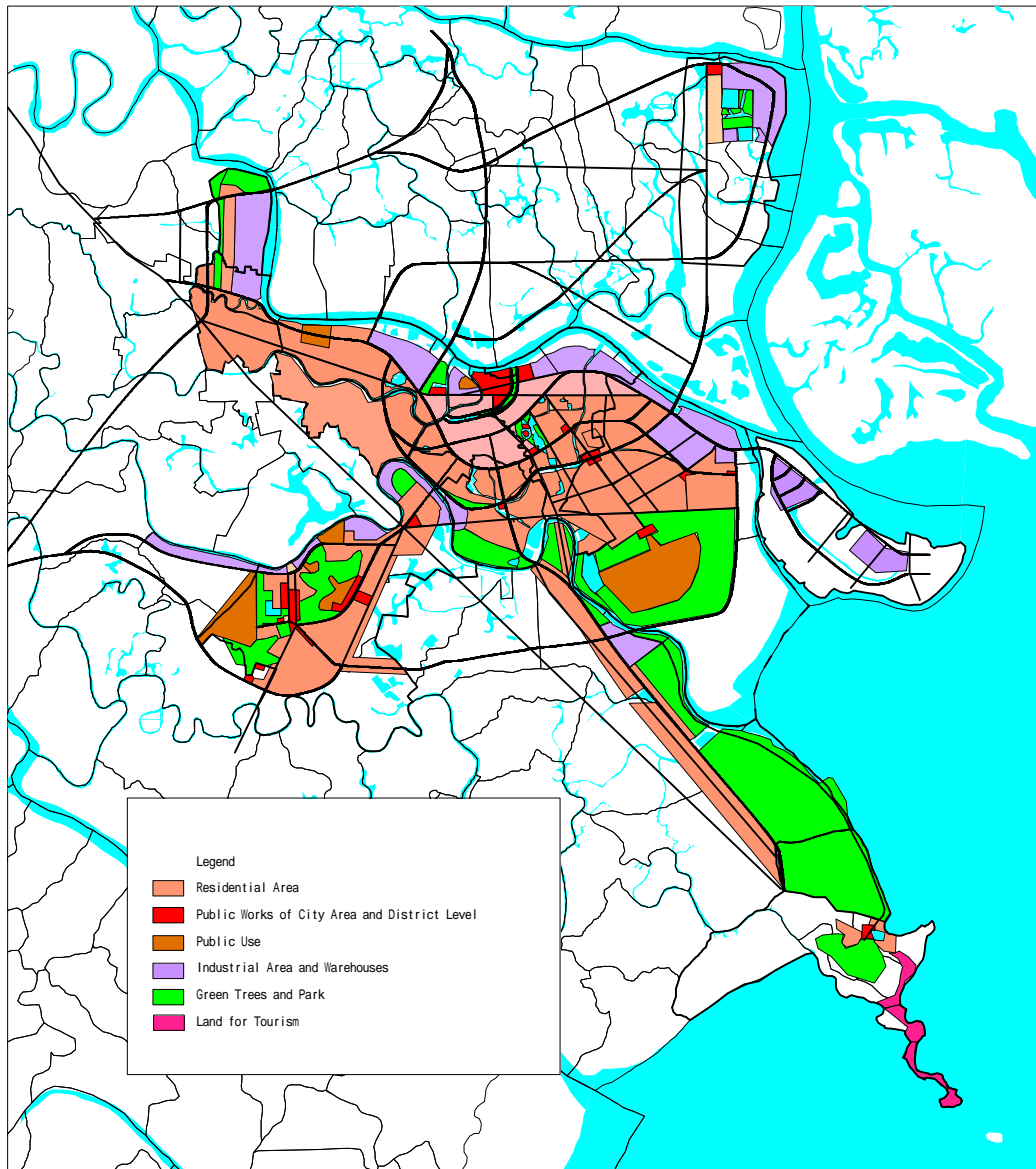 Legend
Residential Area
Public Works of City Area and District Level
Public Use
Industrial Area and Warehouses
Green Trees and Park
Land for Tourism